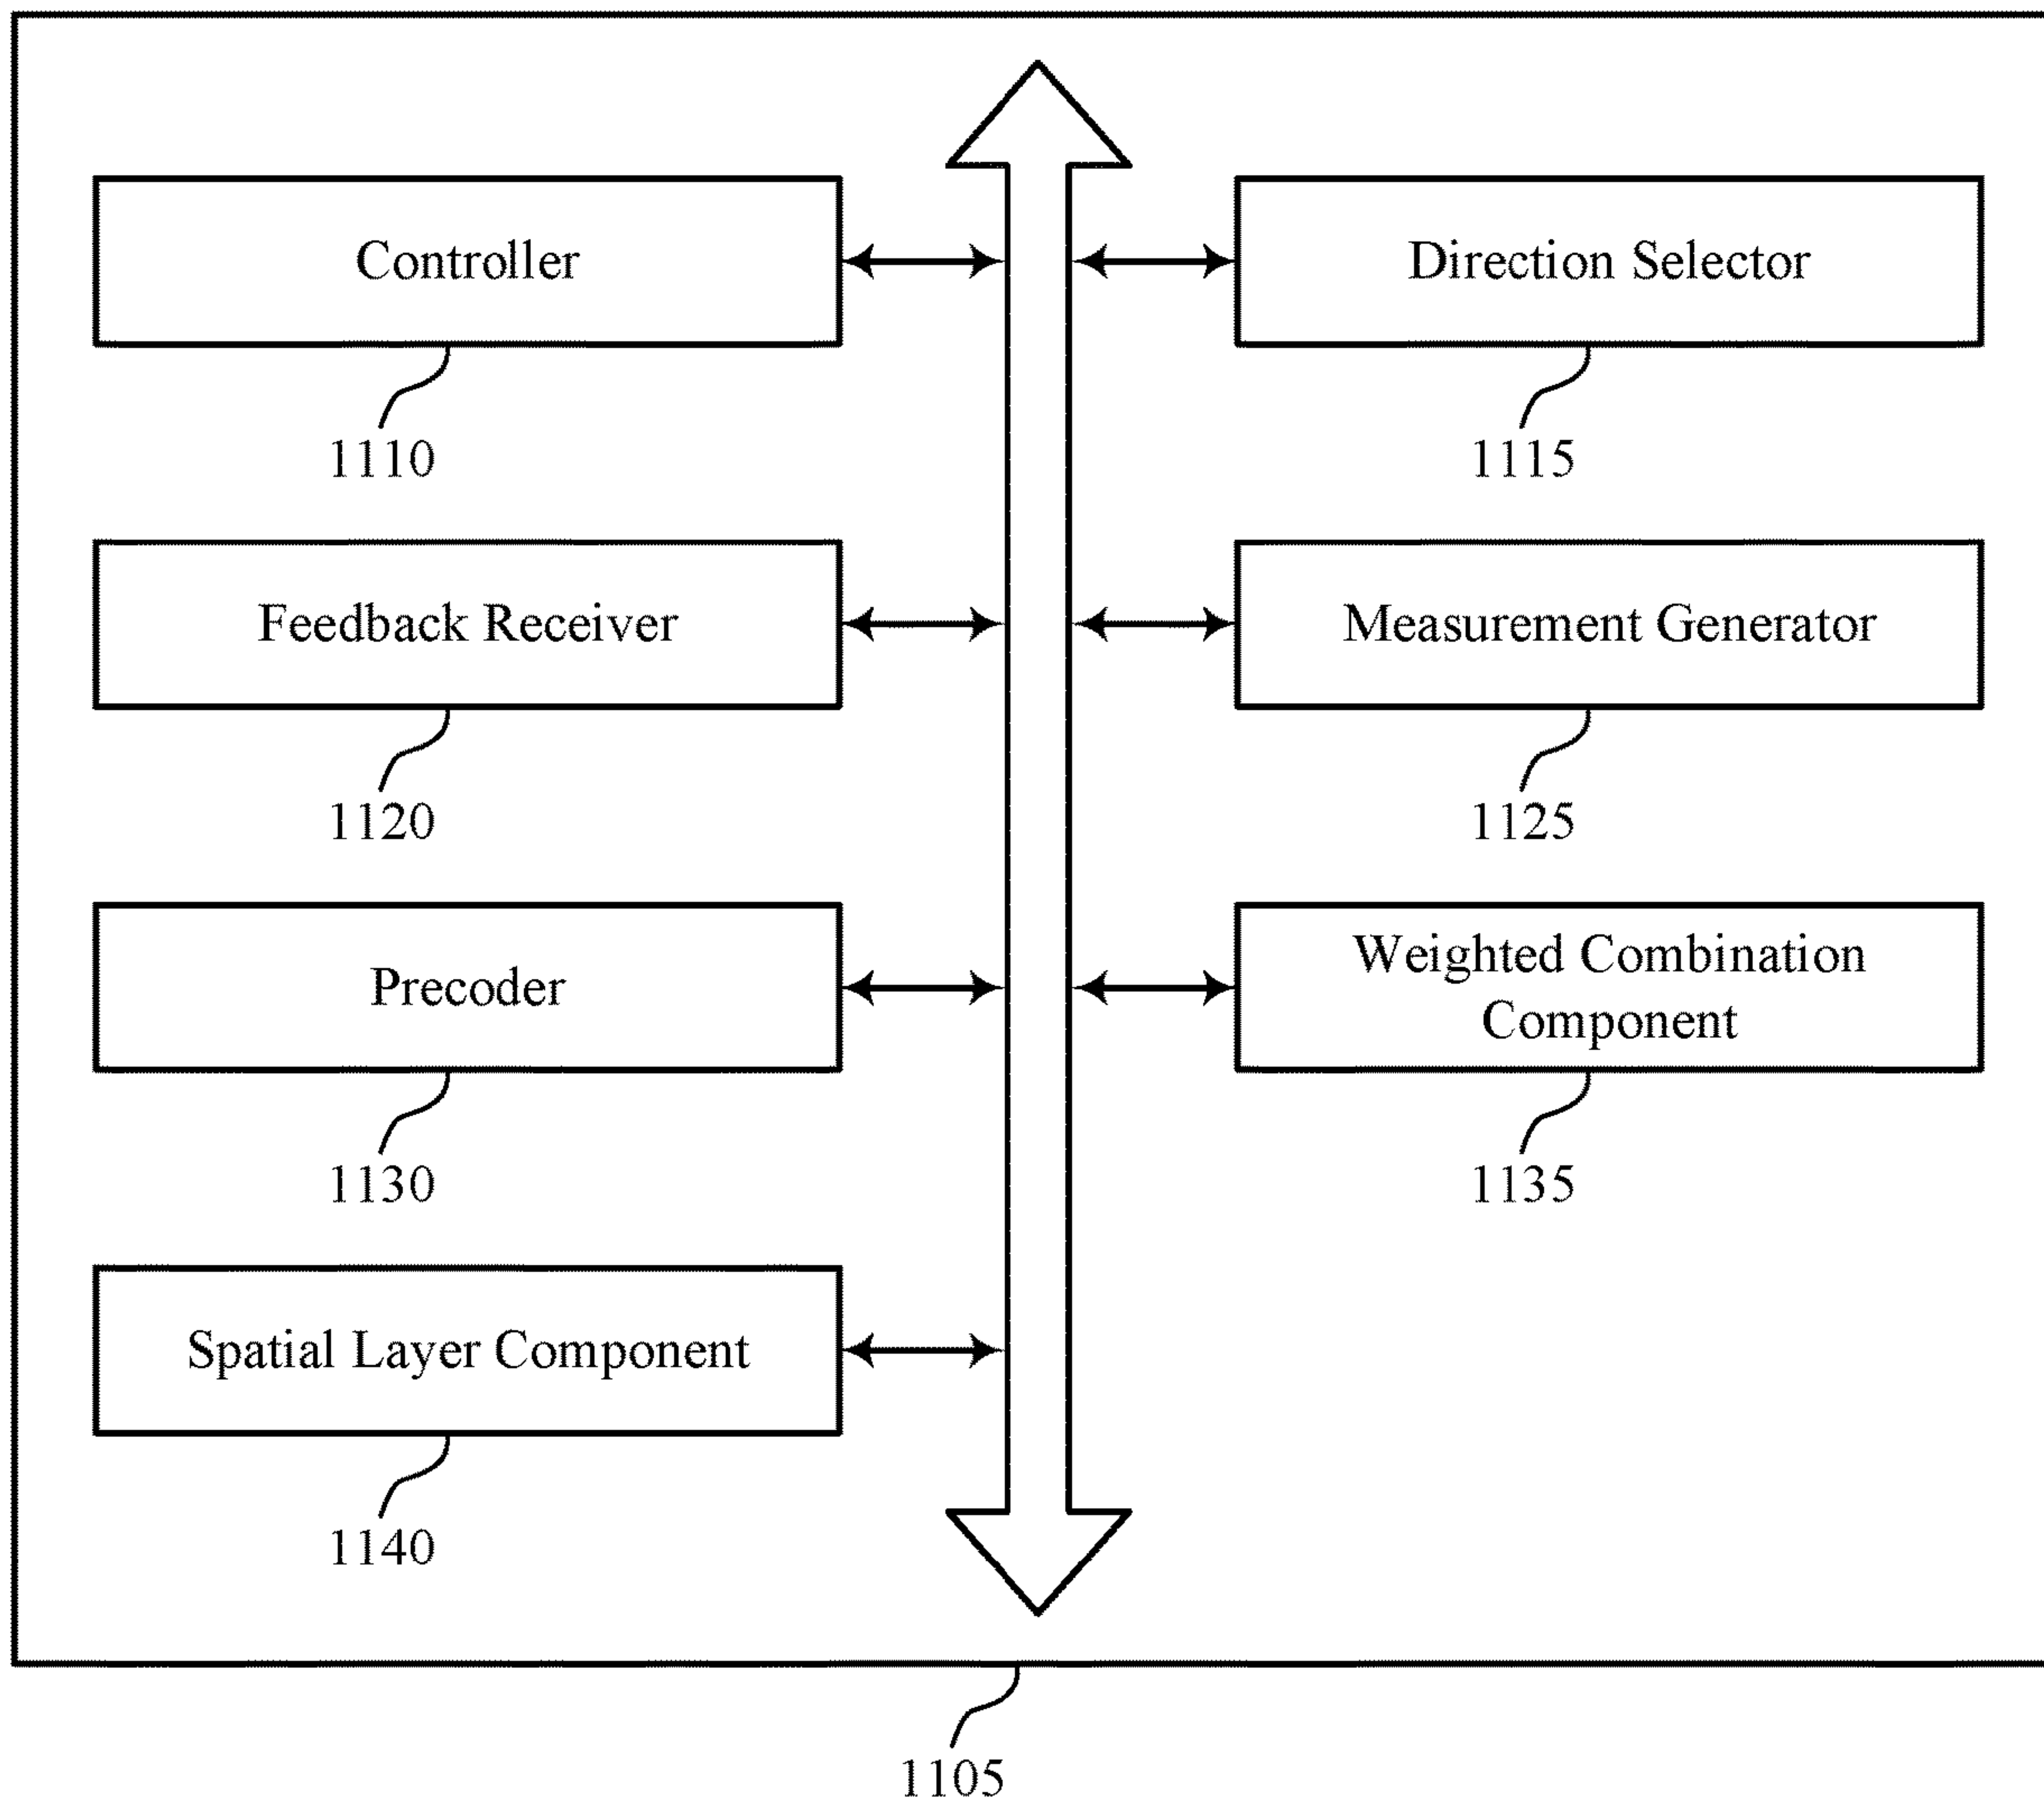 Controller
Direction Selector
1110
1115
Feedback Receiver
Measurement Generator
1120
1125
Precoder
Weighted Combination
Component
1130
1135
Spatial Layer Component
1140
1105